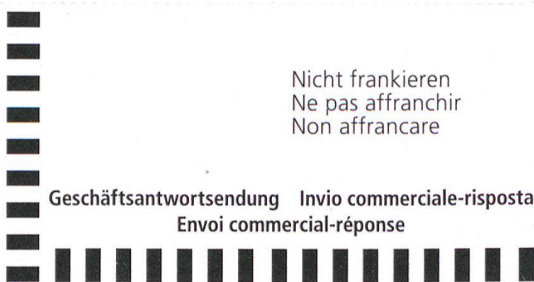 Nicht frankieren
Ne pas affranchir
Non affrancare
Geschäftsantwortsendung Invio commerciale-risposta
Envoi commercial-réponse